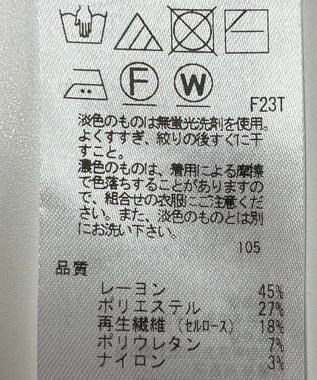 F W
F23T
淡色のものは無蛍光洗剤を使用。
よくすすぎ、絞りの後すぐに干
すこと。
濃色のものは、着用による摩擦
で色落ちすることがありますの
で、組合せの衣服にご注意くだ
さい。また、淡色のものとは別
にお洗い下さい。
105
品質
レーヨン 45%
ポリエステル 27%
再生繊維(セルロース) 18%
ポリウレタン 7%
ナイロン 3%